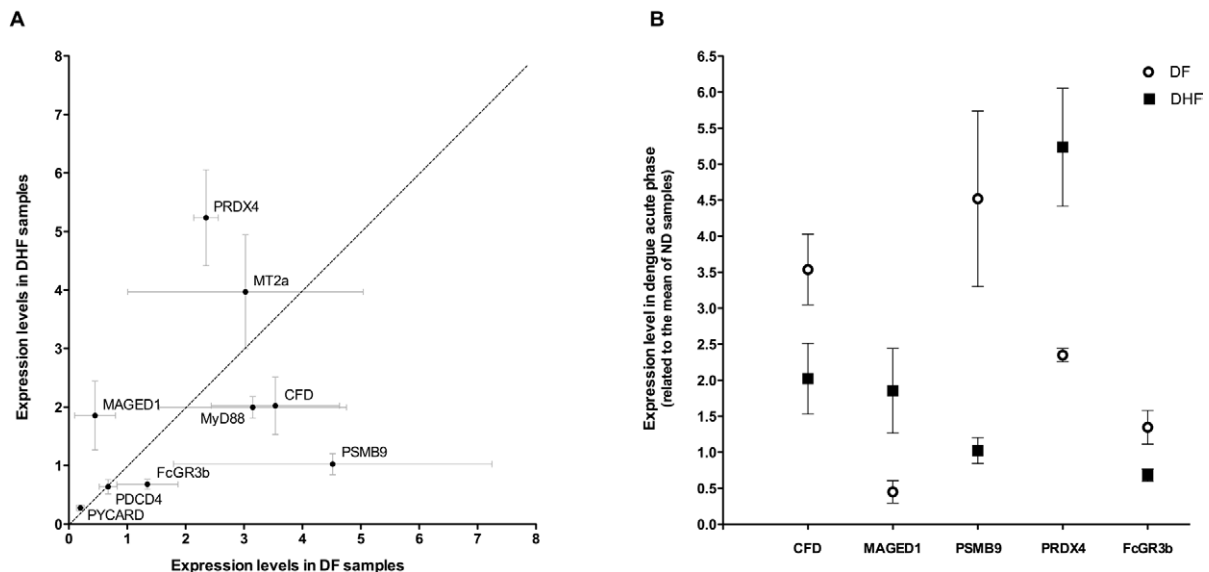 A
Expression levels in DHF samples
8
7
6
5
4
3
2
1
0
PRDX4
MT2a
MAGED1
CFD
MyD88
PSMB9
FcGR3b
PDCD4
PYCARD
0 1 2 3 4 5 6 7 8
Expression levels in DF samples
B
Expression level in dengue acute phase
(related to the mean of ND samples)
6.5
6.0
5.5
5.0
4.5
4.0
3.5
3.0
2.5
2.0
1.5
1.0
0.5
0.0
DF
DHF
CFD MAGED1 PSMB9 PRDX4 FcGR3b